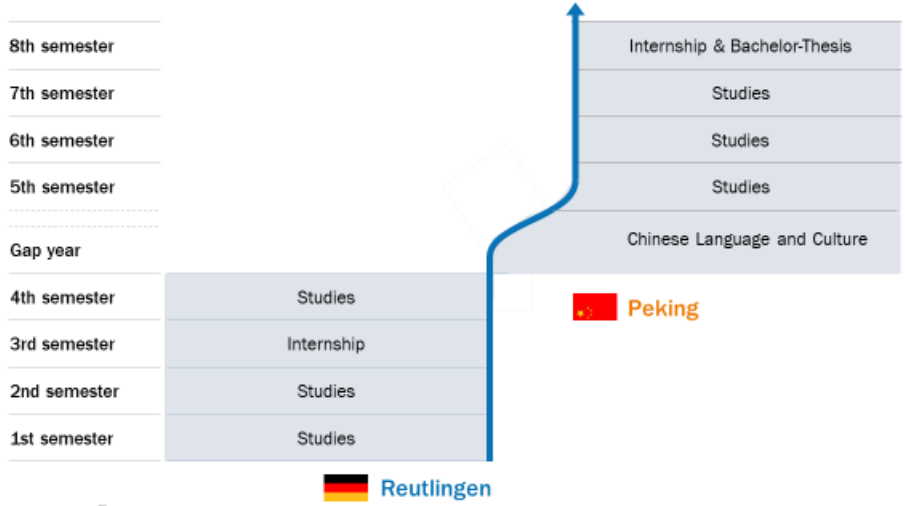 8th semester Internship & Bachelor-Thesis
7th semester Studies
6th semester Studies
5th semester Studies
Gap year Chinese Language and Culture
4th semester Studies
Peking
3rd semester Internship
2nd semester Studies
1st semester Studies
Reutlingen